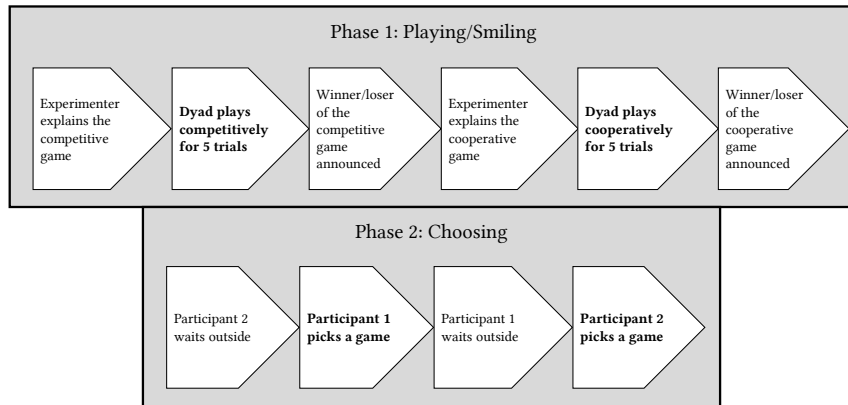 Phase 1: Playing/Smiling
Experimenter
explains the
competitive
game
Dyad plays
competitively
for 5 trials
Winner/loser
of the
competitive
game
announced
Experimenter
explains the
cooperative
game
Dyad plays
cooperatively
for 5 trials
Winner/loser
of the
cooperative
game
announced
Phase 2: Choosing
Participant 2
waits outside
Participant 1
picks a game
Participant 1
waits outside
Participant 2
picks a game